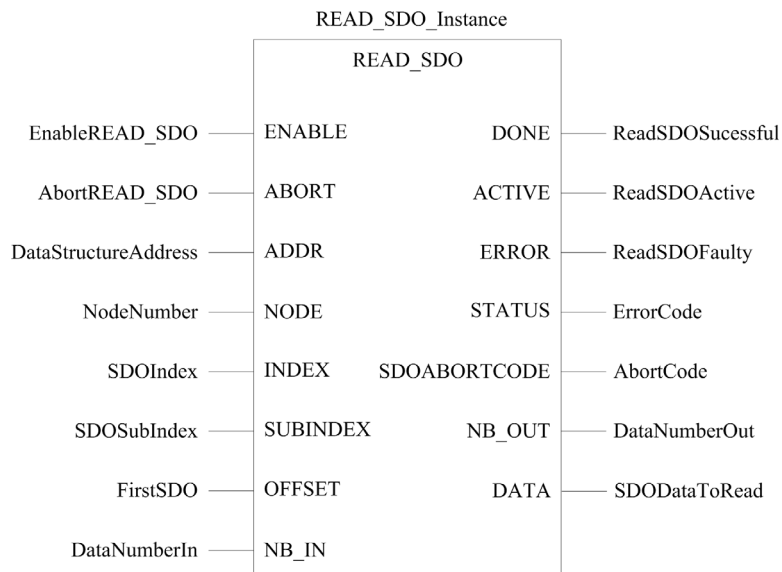 READ_SDO_Instance
READ_SDO
EnableREAD_SDO ENABLE DONE ReadSDOSucessful
AbortREAD_SDO ABORT ACTIVE ReadSDOActive
DataStructureAddress ADDR ERROR ReadSDOFaulty
NodeNumber NODE STATUS ErrorCode
SDOIndex INDEX SDOABORTCODE AbortCode
SDOSubIndex SUBINDEX NB_OUT DataNumberOut
FirstSDO OFFSET DATA SDODataToRead
DataNumberIn NB_IN